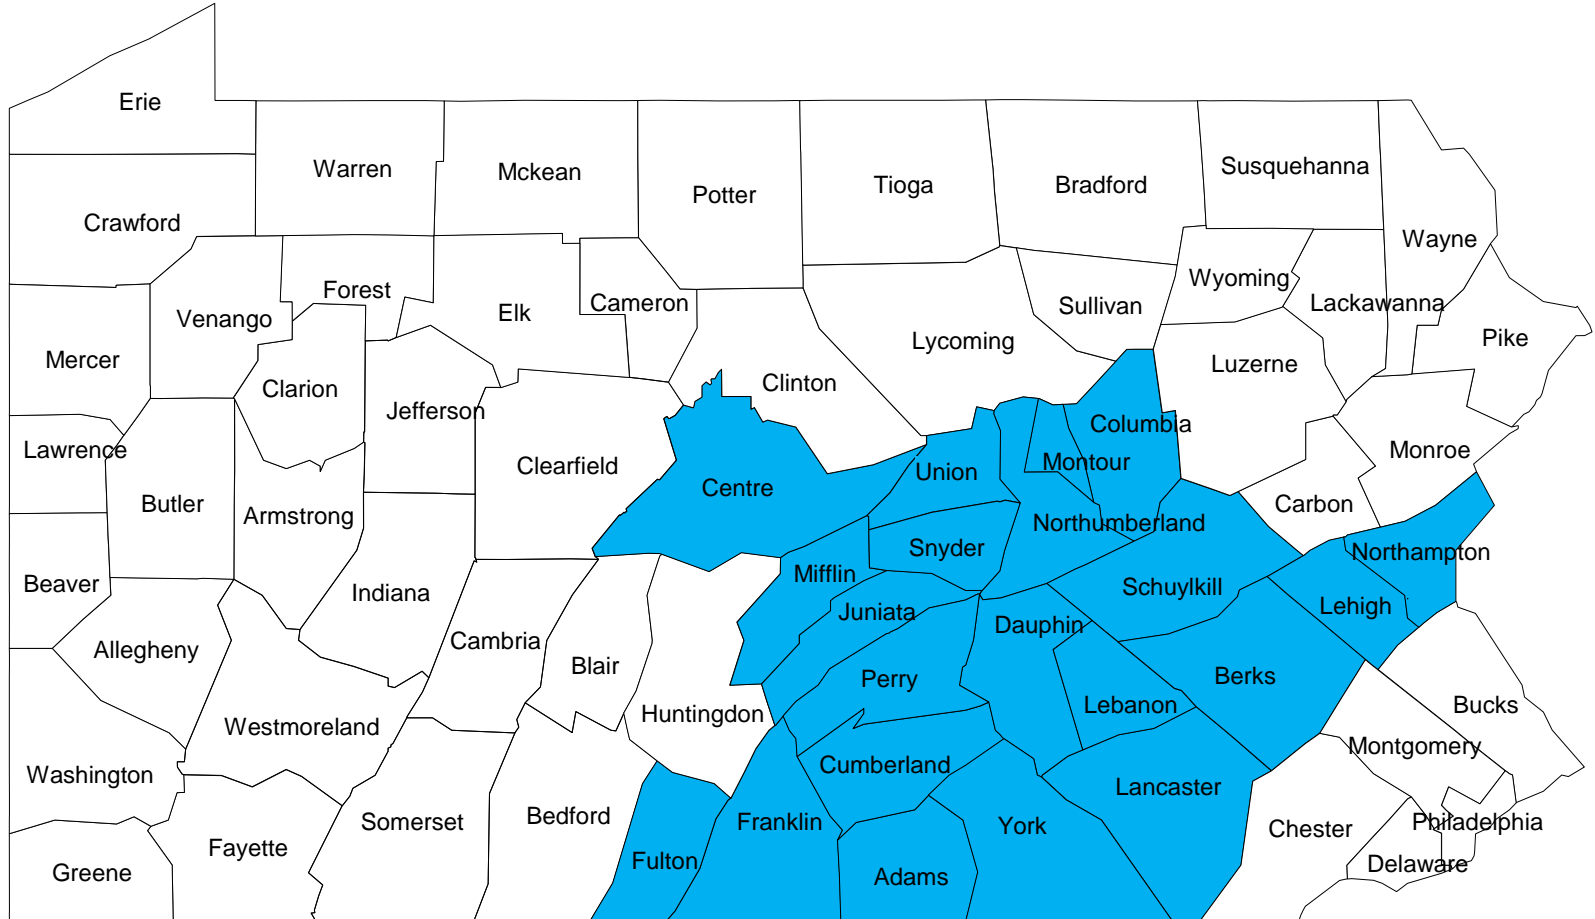 Erie
Warren
Mckean
Potter
Tioga
Bradford
Susquehanna
Crawford
Wayne
Venango
Forest
Elk
Cameron
Wyoming
Lackawanna
Sullivan
Mercer
Clarion
Jefferson
Clinton
Lycoming
Luzerne
Pike
Lawrence
Butler
Armstrong
Clearfield
Centre
Union
Montour
Columbia
Monroe
Carbon
Northumberland
Snyder
Northampton
Beaver
Indiana
Mifflin
Juniata
Schuylkill
Lehigh
Allegheny
Cambria
Blair
Dauphin
Perry
Lebanon
Berks
Bucks
Westmoreland
Huntingdon
Washington
Cumberland
Lancaster
Montgomery
Greene
Fayette
Somerset
Bedford
Fulton
Franklin
Adams
York
Chester
Philadelphia
Delaware